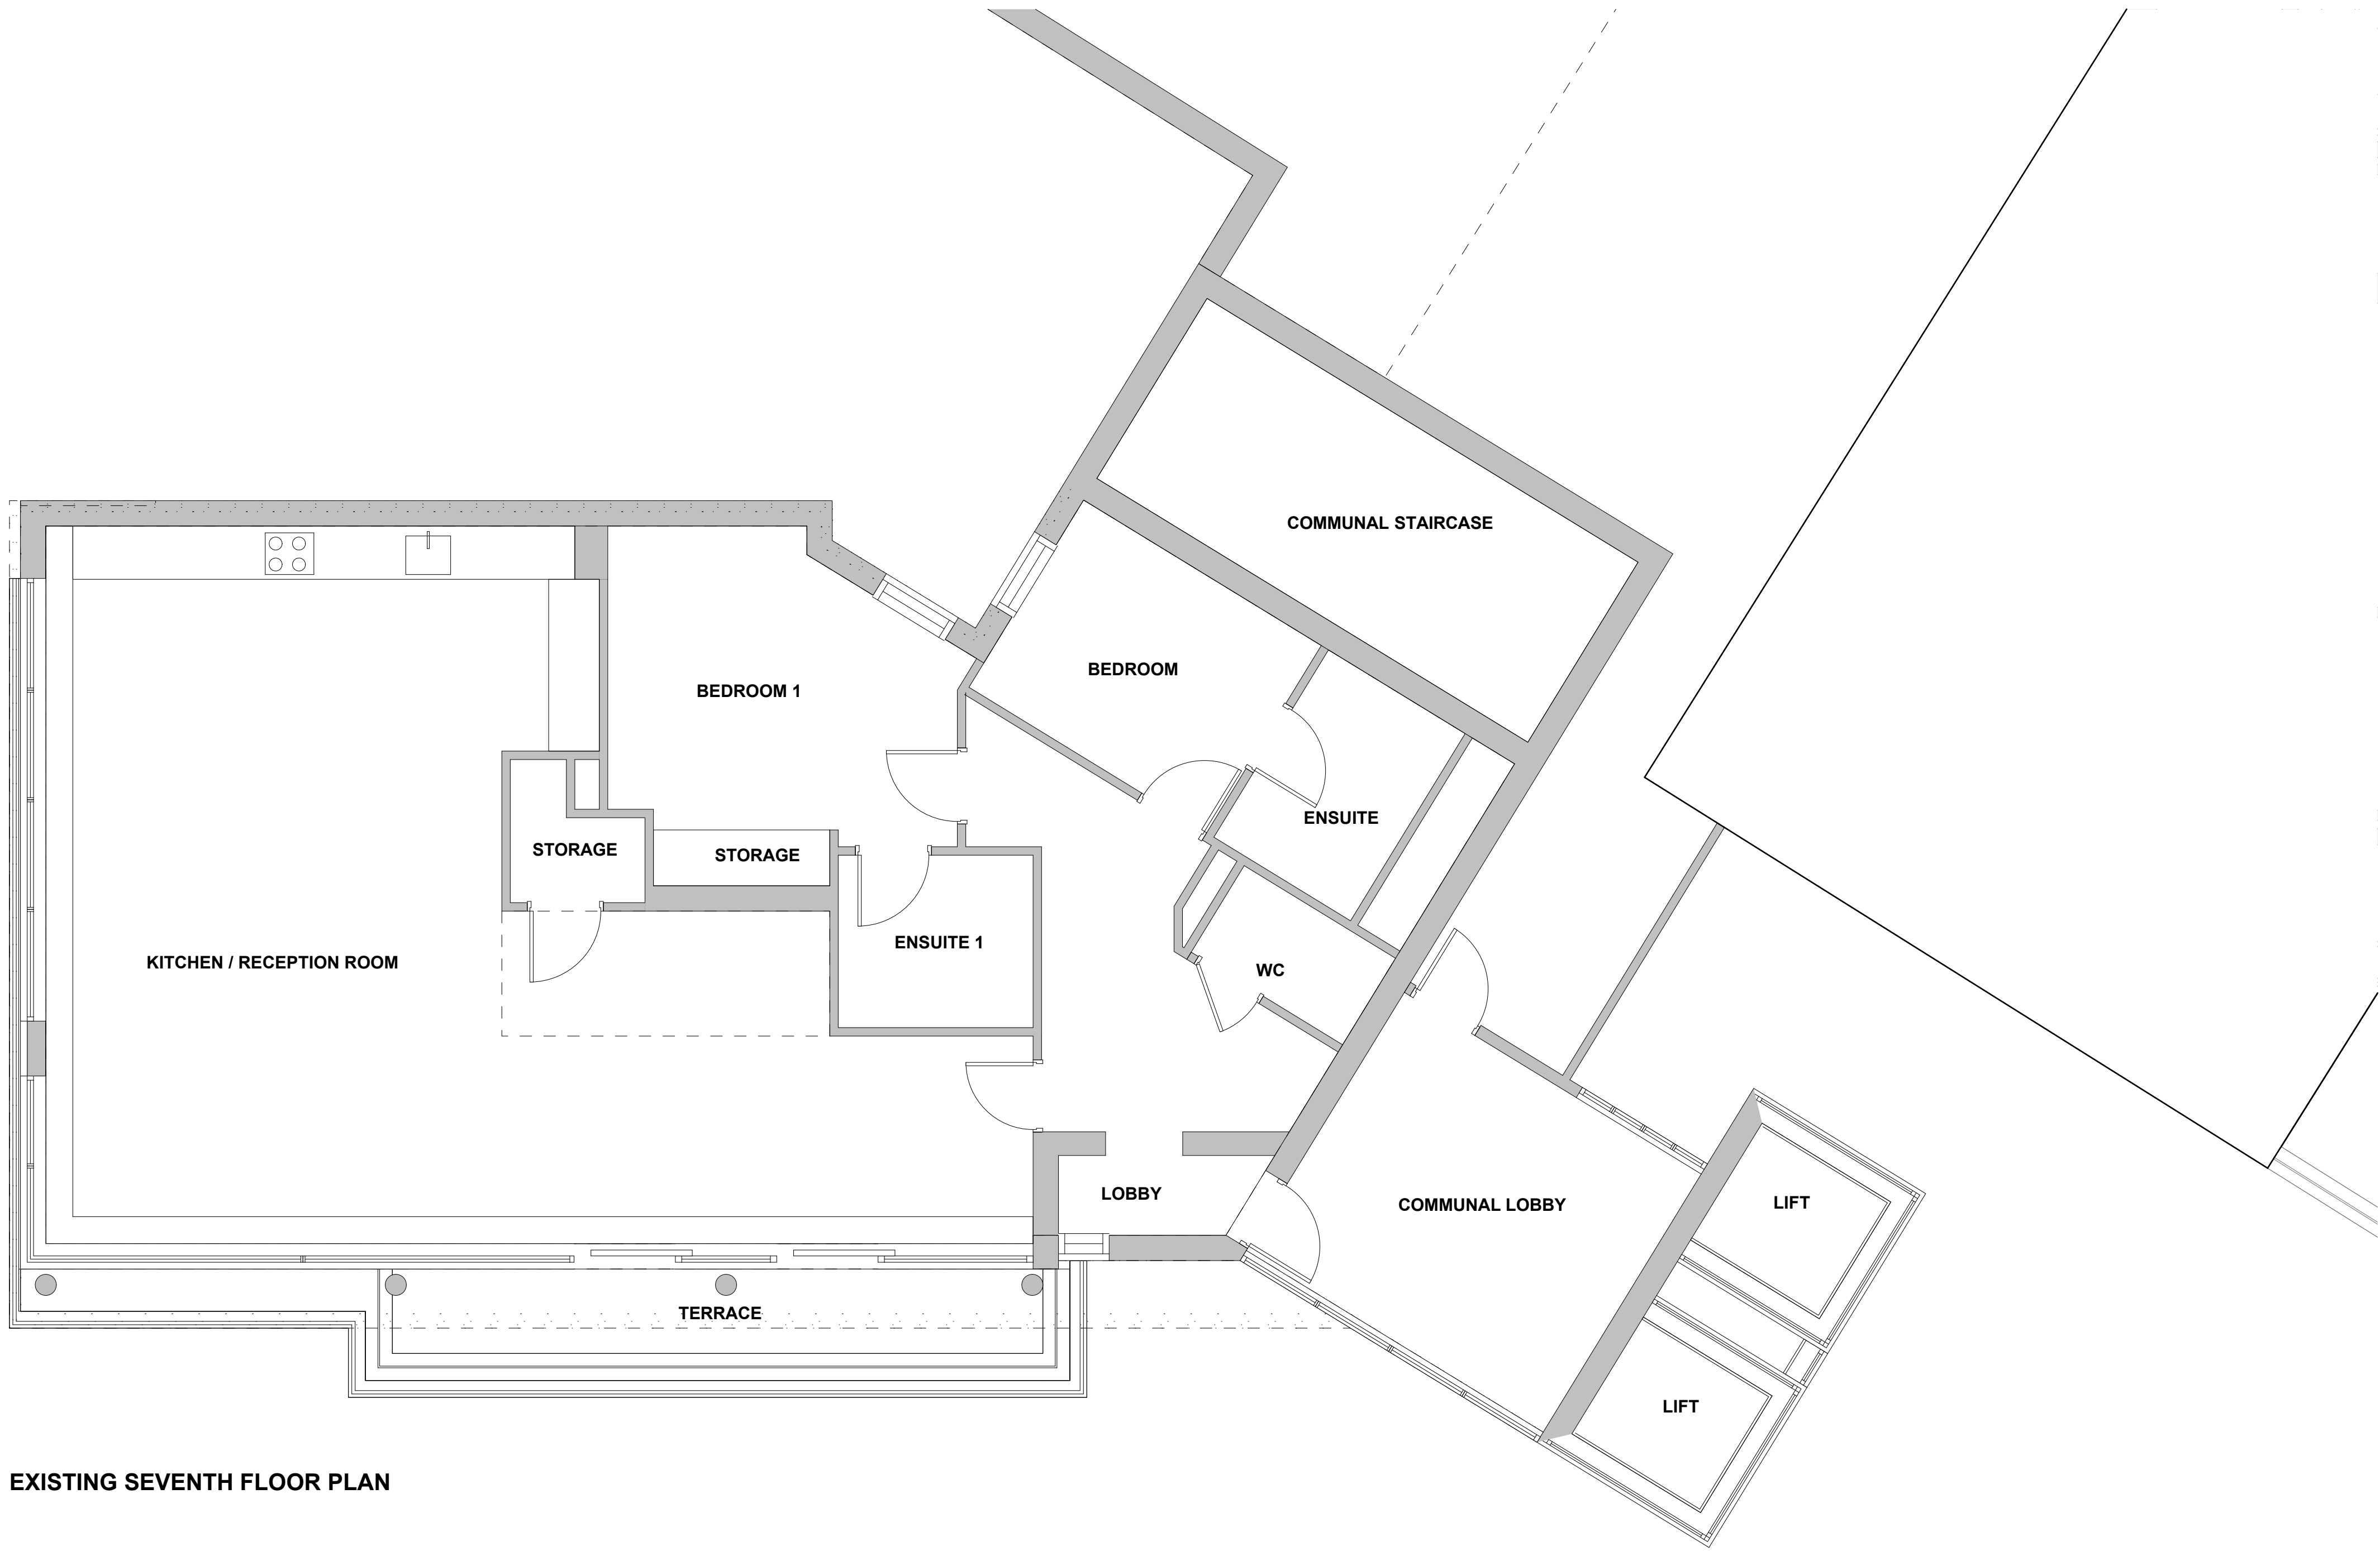 COMMUNAL STAIRCASE
BEDROOM
BEDROOM 1
ENSUITE
STORAGE
STORAGE
ENSUITE 1
KITCHEN / RECEPTION ROOM
WC
LOBBY
COMMUNAL LOBBY
LIFT
TERRACE
LIFT
EXISTING SEVENTH FLOOR PLAN